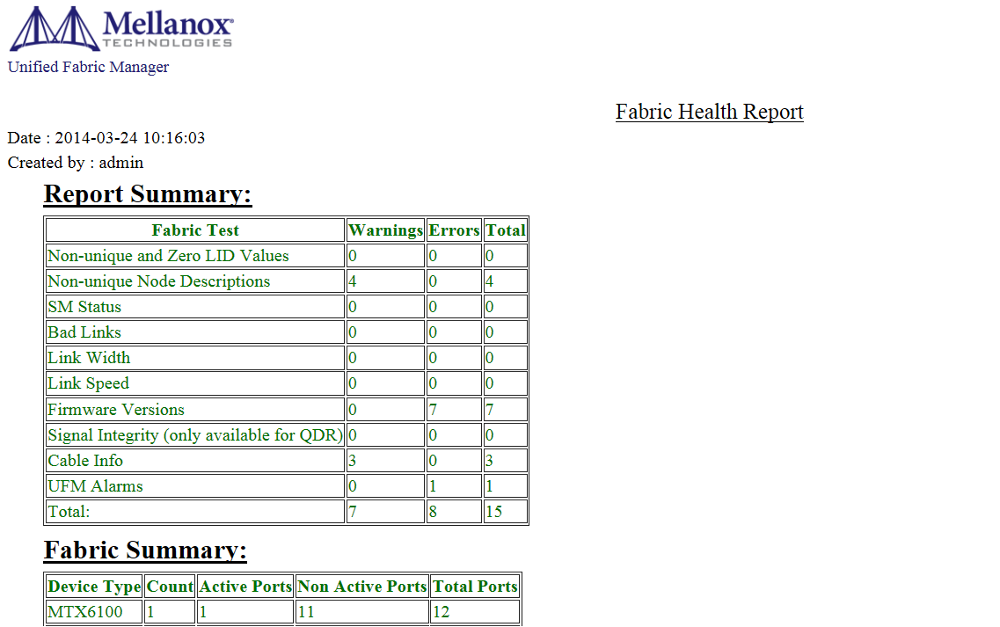 Mellanox
TECHNOLOGIES
Unified Fabric Manager
Fabric Health Report
Date : 2014-03-24 10:16:03
Created by : admin
Report Summary:
Fabric Test Warnings Errors Total
Non-unique and Zero LID Values 0 0 0
Non-unique Node Descriptions 4 0 4
SM Status 0 0 0
Bad Links 0 0 0
Link Width 0 0 0
Link Speed 0 0 0
Firmware Versions 0 7 7
Signal Integrity (only available for QDR) 0 0 0
Cable Info 3 0 3
UFM Alarms 0 1 1
Total: 7 8 15
Fabric Summary:
Device Type Count Active Ports Non Active Ports Total Ports
MTX6100 1 1 11 12